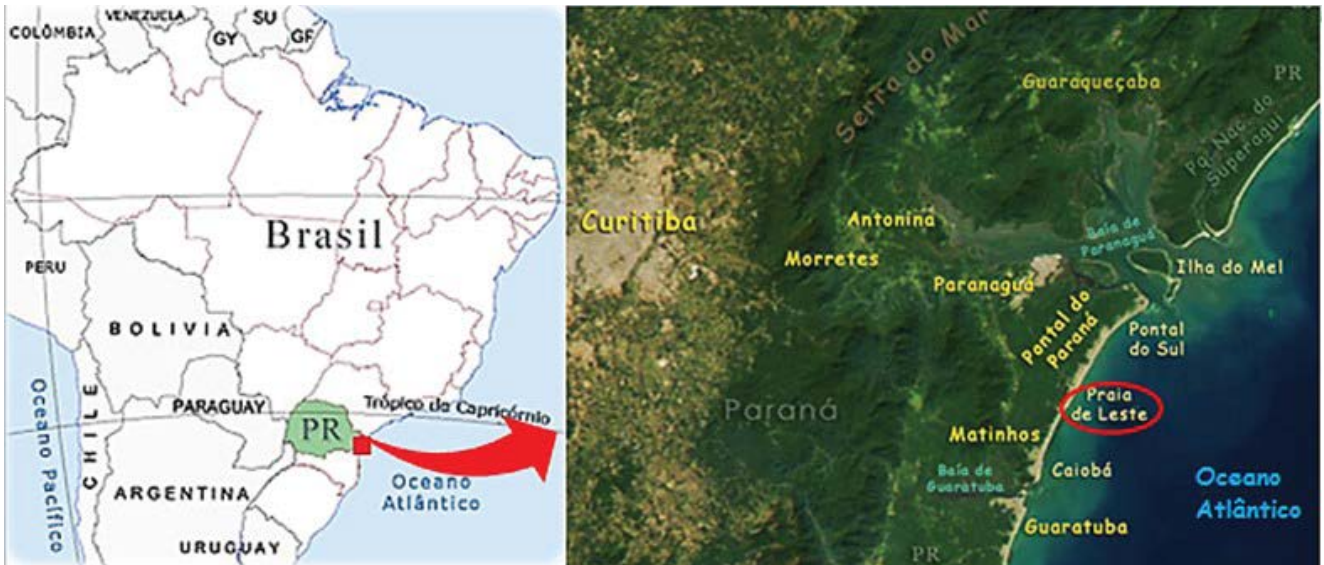 VENEZUELA
SU
COLÔMBIA
GY
GF
Brasil
PERU
BOLIVIA
CHILE
PARAGUAY
Trópico da Capricórnio
PR
Oceano
Pacífico
ARGENTINA
Oceano
Atlântico
URUGUAY
Serra do Mar
Guaraqueçaba
PR
Pq. Nac. do
Superagui
Curitiba
Antonina
Baía de
Paranaguá
Morretes
Ilha do Mel
Paranaguá
Pontal do
Paraná
Pontal
do Sul
Paraná
Praia
de Leste
Matinhos
Baía de
Guaratuba
Caiobá
Oceano
Atlântico
Guaratuba
PR